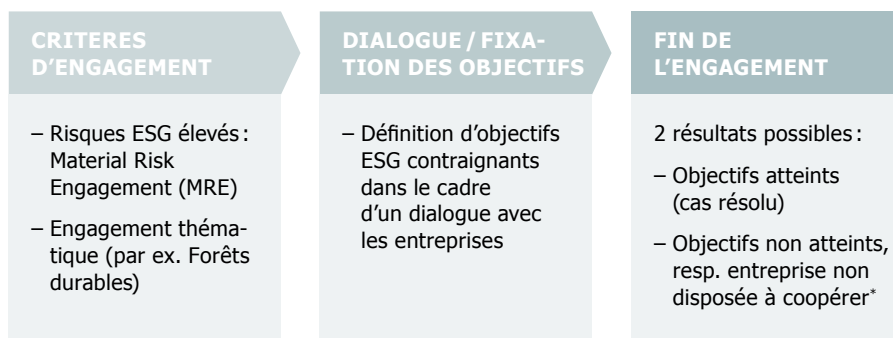 CRITERES
D’ENGAGEMENT
– Risques ESG élevés :
Material Risk
Engagement (MRE)
– Engagement théma-
tique (par ex. Forêts
durables)
DIALOGUE / FIXA-
TION DES OBJECTIFS
– Définition d’objectifs
ESG contraignants
dans le cadre
d’un dialogue avec
les entreprises
FIN DE
L’ENGAGEMENT
2 résultats possibles :
– Objectifs atteints
(cas résolu)
– Objectifs non atteints,
resp. entreprise non
disposée à coopérer*